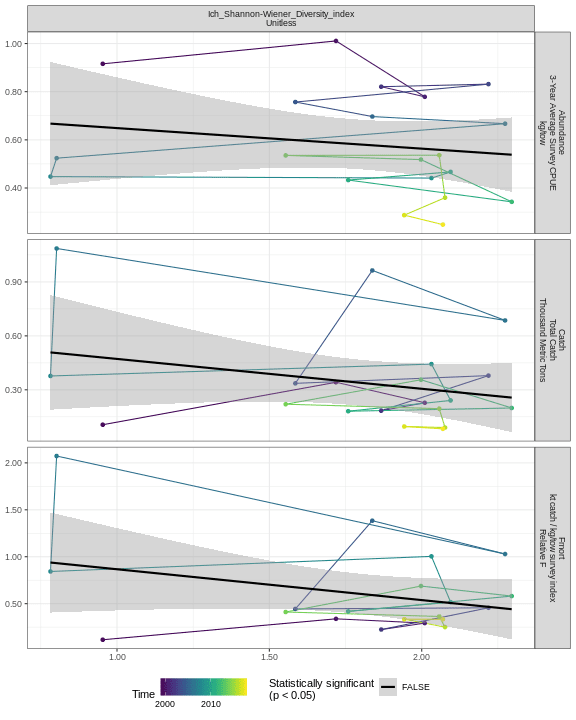 Ich_Shannon-Wiener_Diversity_index
Unitless
1.00
0.80
0.60
0.40
Abundance
3-Year Average Survey CPUE
kg/tow
0.90
0.60
0.30
Catch
Total Catch
Thousand Metric Tons
2.00
1.50
1.00
0.50
Fmort
kt catch / kg/tow survey index
Relative F
1.00 1.50 2.00
Time
2000 2010
Statistically significant
(p < 0.05)
FALSE